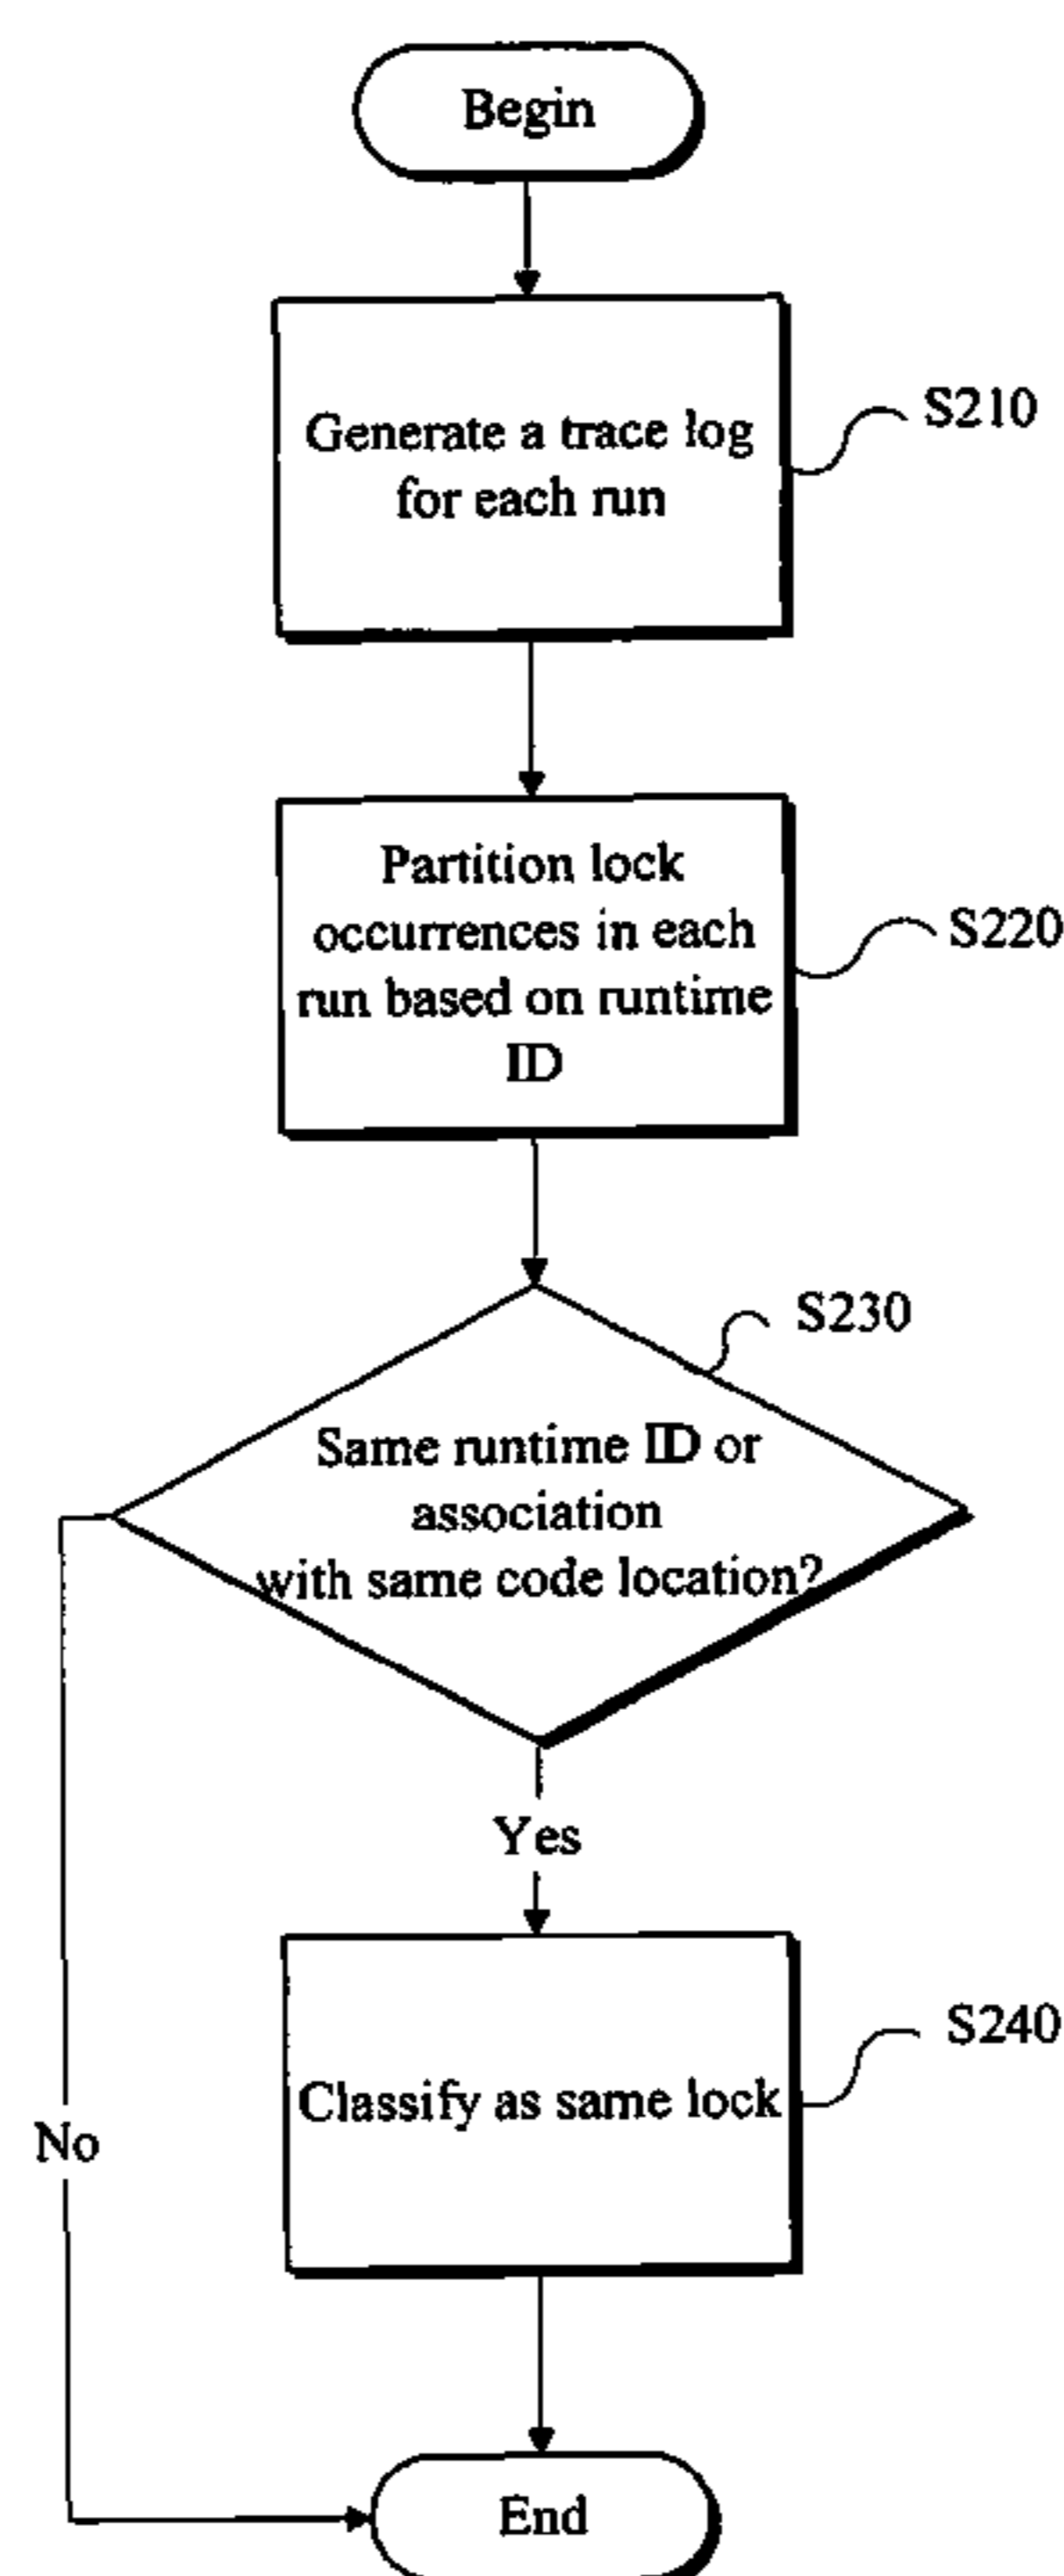 Begin
Generate a trace log
for each run
S210
Partition lock
occurrences in each
run based on runtime
ID
S220
S230
Same runtime ID or
association
with same code location?
Yes
Classify as same lock
S240
No
End